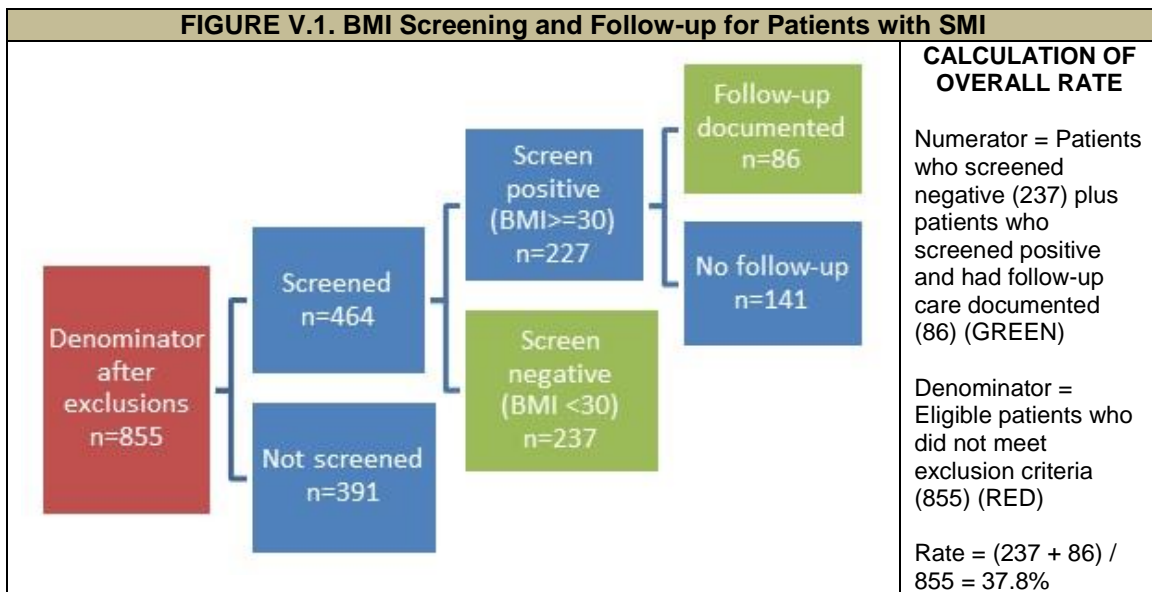 FIGURE V.1. BMI Screening and Follow-up for Patients with SMI
Denominator
after
exclusions
n=855
Screened
n=464
Not screened
n=391
Screen
positive
(BMI>=30)
n=227
Screen
negative
(BMI <30)
n=237
Follow-up
documented
n=86
No follow-up
n=141
CALCULATION OF
OVERALL RATE
Numerator = Patients
who screened
negative (237) plus
patients who
screened positive
and had follow-up
care documented
(86) (GREEN)
Denominator =
Eligible patients who
did not meet
exclusion criteria
(855) (RED)
Rate = (237 + 86) /
855 = 37.8%